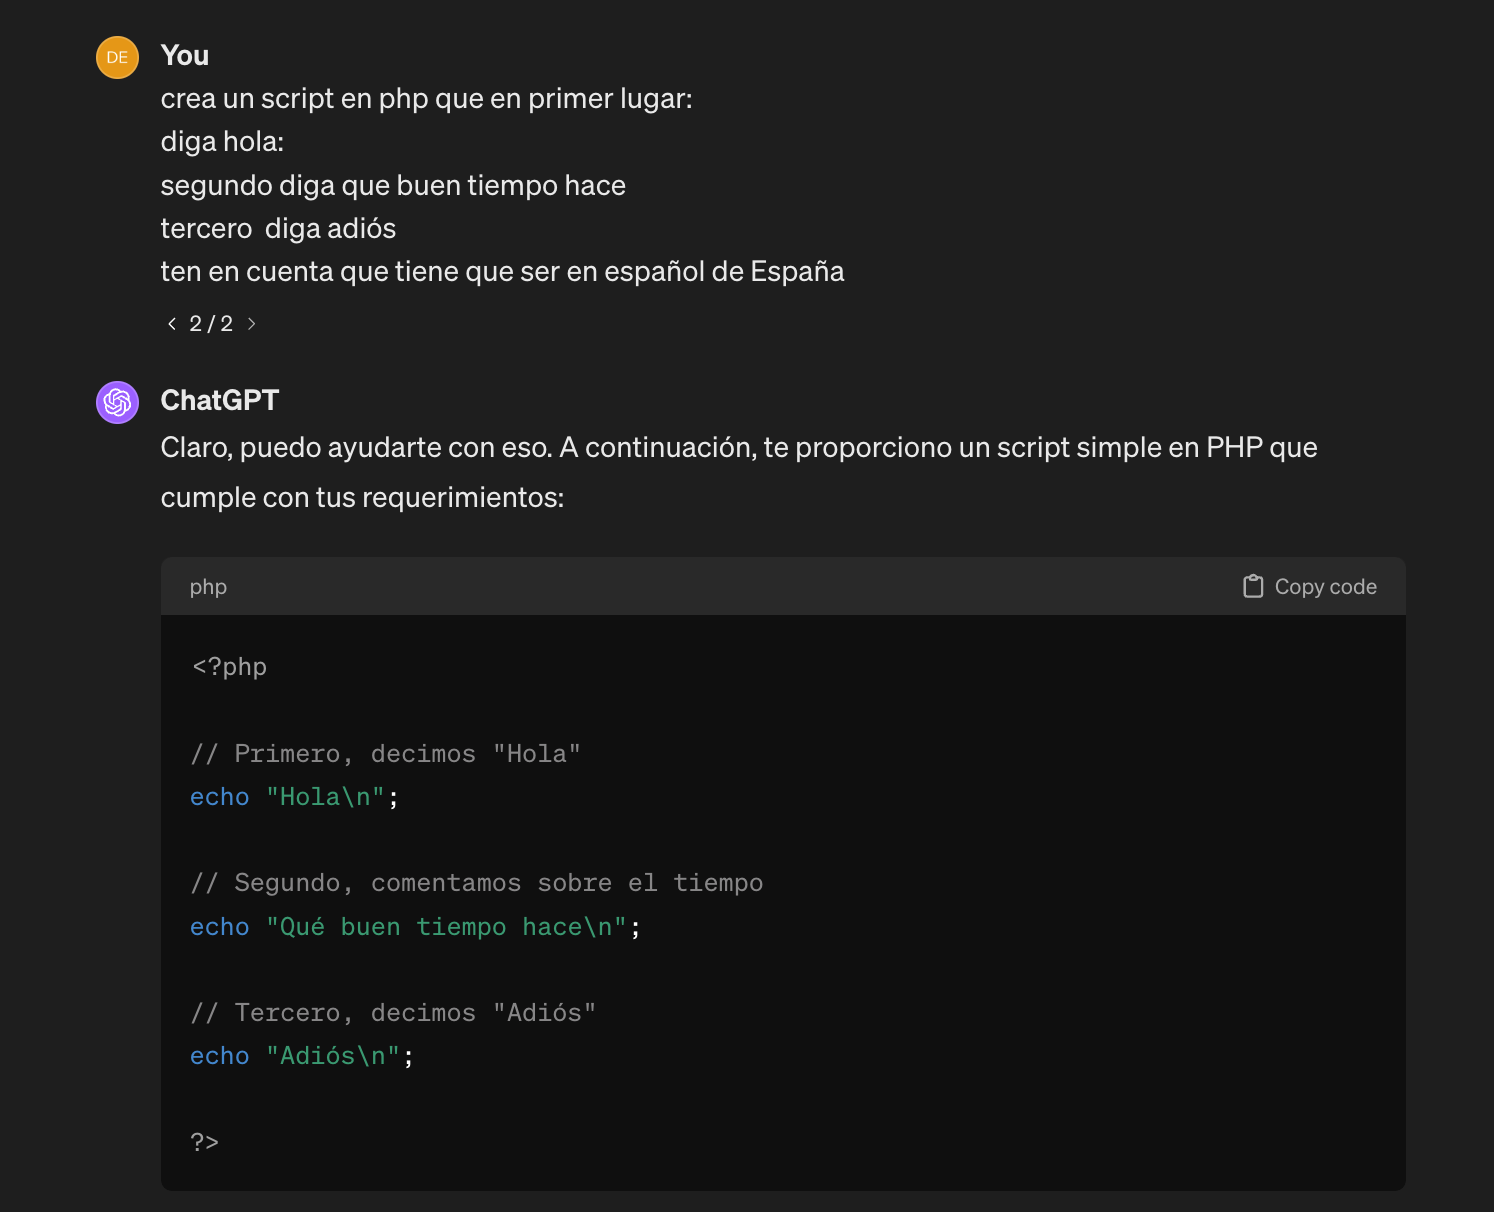 DE
You
crea un script en php que en primer lugar:
diga hola:
segundo diga que buen tiempo hace
tercero  diga adiós
ten en cuenta que tiene que ser en español de España
< 2 / 2 >
ChatGPT
Claro, puedo ayudarte con eso. A continuación, te proporciono un script simple en PHP que
cumple con tus requerimientos:
php
Copy code
<?php
// Primero, decimos "Hola"
echo "Hola\n";
// Segundo, comentamos sobre el tiempo
echo "Qué buen tiempo hace\n";
// Tercero, decimos "Adiós"
echo "Adiós\n";
?>